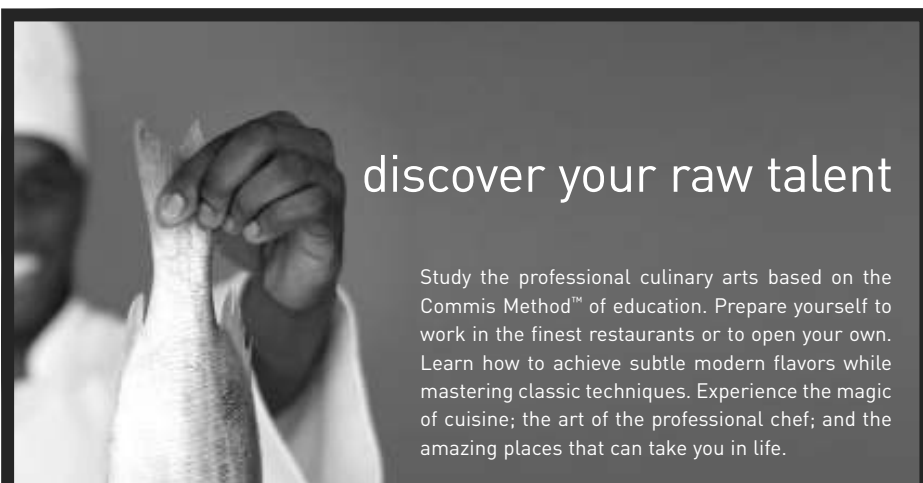 discover your raw talent
Study the professional culinary arts based on the
Commis Method™ of education. Prepare yourself to
work in the finest restaurants or to open your own.
Learn how to achieve subtle modern flavors while
mastering classic techniques. Experience the magic
of cuisine; the art of the professional chef; and the
amazing places that can take you in life.